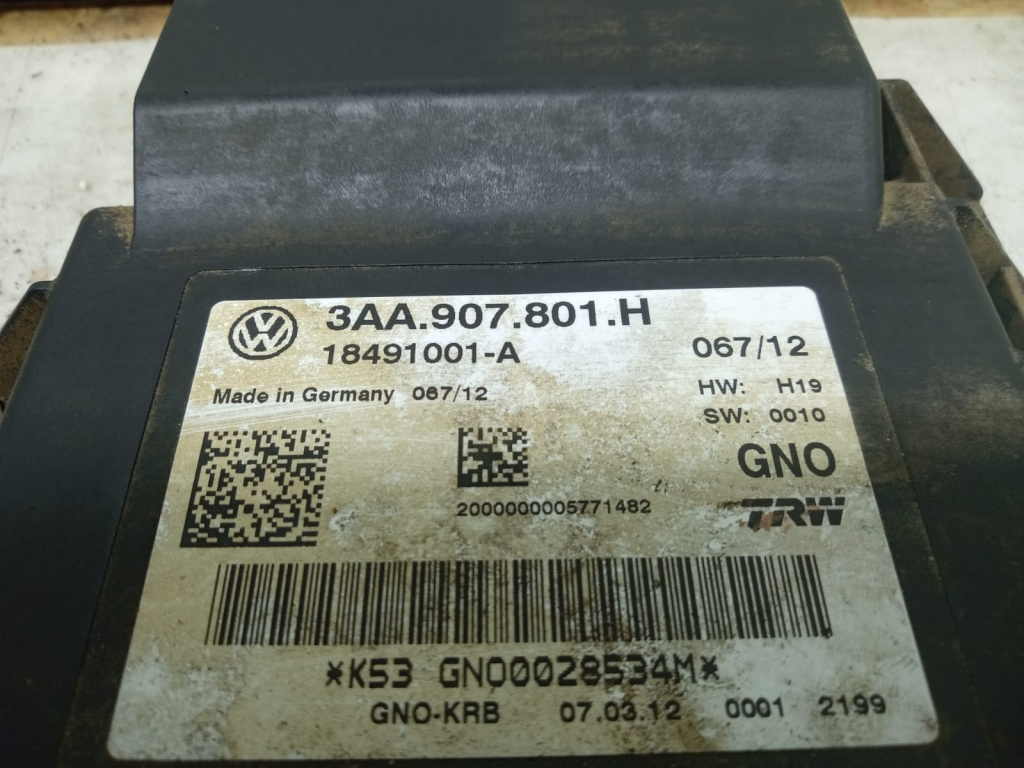 3AA.907.801.H
18491001-A 067/12
Made in Germany 067/12 HW: H19
SW: 0010
GNO
2000000005771482 TRW
*K53 GNO0028534M*
GNO-KRB 07.03.12 0001 2199